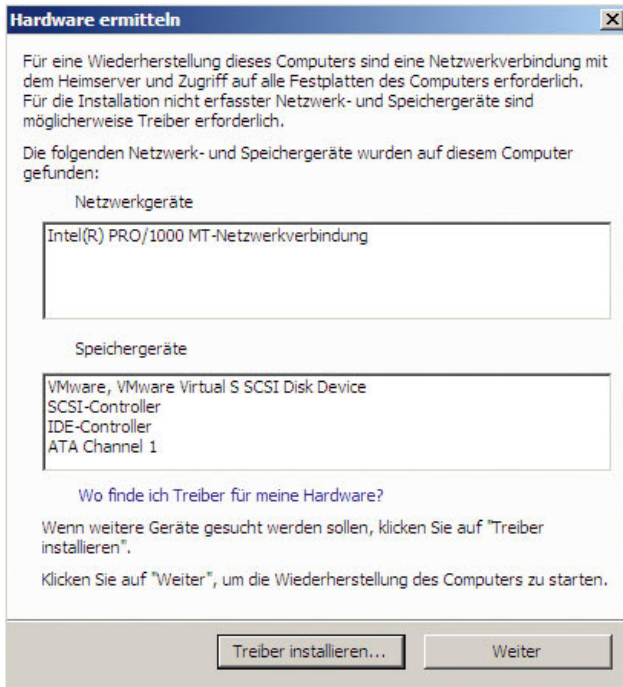 Hardware ermitteln
Für eine Wiederherstellung dieses Computers sind eine Netzwerkverbindung mit
dem Heimserver und Zugriff auf alle Festplatten des Computers erforderlich.
Für die Installation nicht erfasster Netzwerk- und Speichergeräte sind
möglicherweise Treiber erforderlich.
Die folgenden Netzwerk- und Speichergeräte wurden auf diesem Computer
gefunden:
Netzwerkgeräte
Intel(R) PRO/1000 MT-Netzwerkverbindung
Speichergeräte
VMware, VMware Virtual S SCSI Disk Device
SCSI-Controller
IDE-Controller
ATA Channel 1
Wo finde ich Treiber für meine Hardware?
Wenn weitere Geräte gesucht werden sollen, klicken Sie auf "Treiber
installieren".
Klicken Sie auf "Weiter", um die Wiederherstellung des Computers zu starten.
Treiber installieren...
Weiter